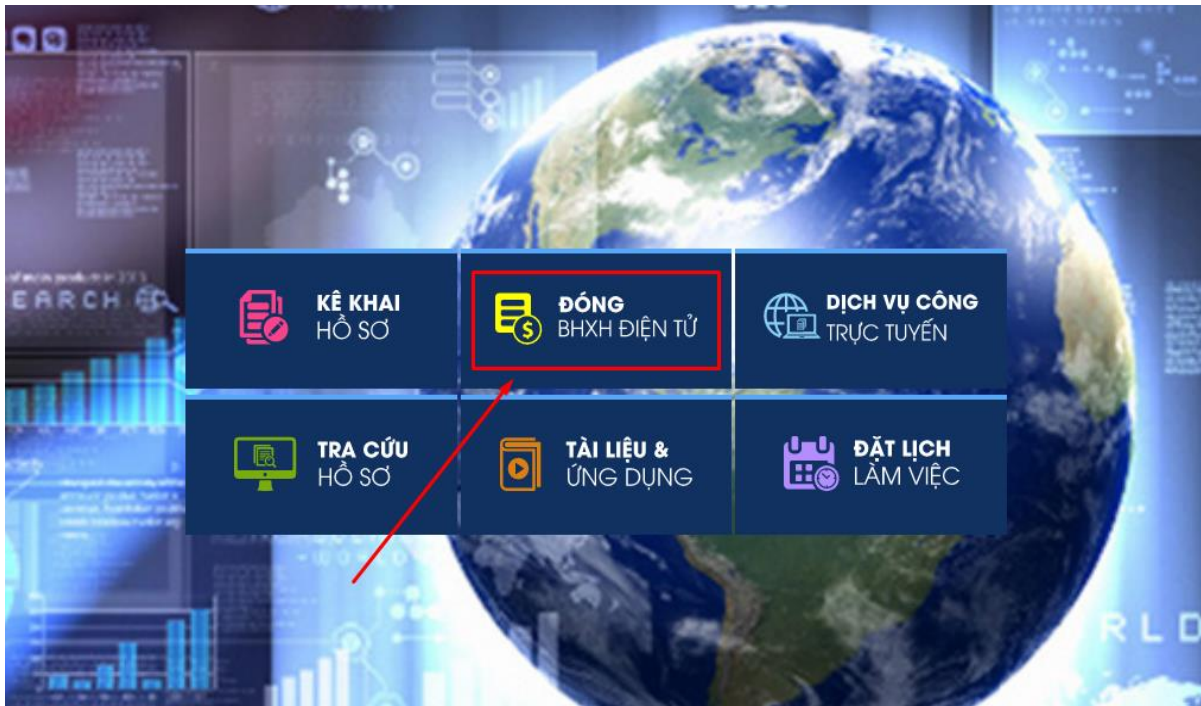 EARCH
KÊ KHAI
HỒ SƠ
ĐÓNG
BHXH ĐIỆN TỬ
DỊCH VỤ CÔNG
TRỰC TUYẾN
TRA CỨU
HỒ SƠ
TÀI LIỆU &
ỨNG DỤNG
ĐẶT LỊCH
LÀM VIỆC
RLD